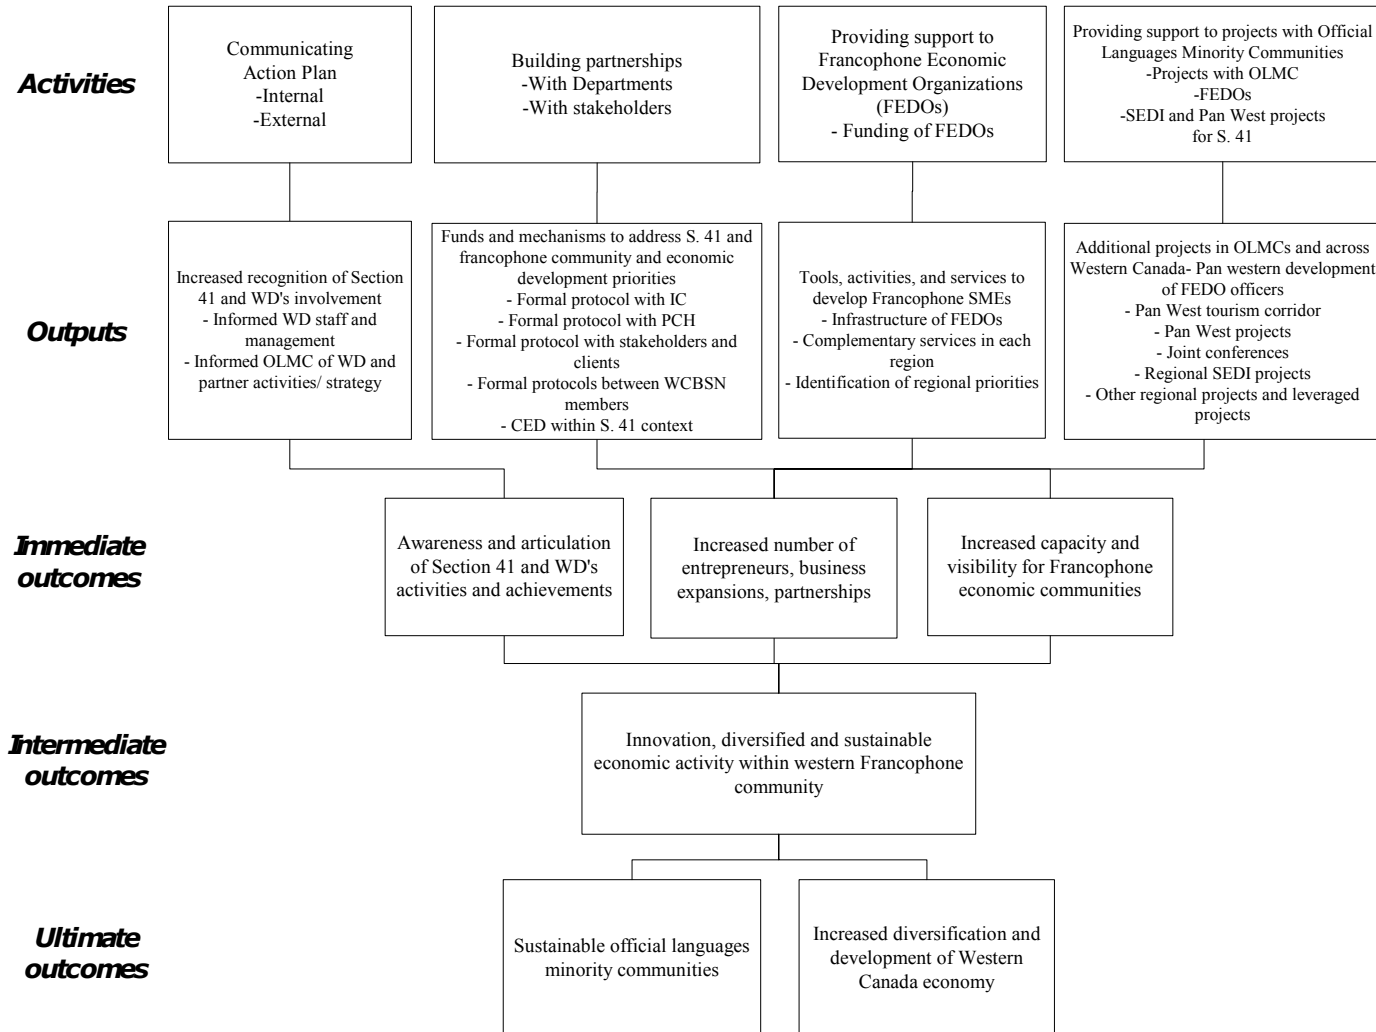 Activities
Communicating
Action Plan
-Internal
-External
Building partnerships
-With Departments
-With stakeholders
Providing support to
Francophone Economic
Development Organizations
(FEDOs)
- Funding of FEDOs
Providing support to projects with Official
Languages Minority Communities
-Projects with OLMC
-FEDOs
-SEDI and Pan West projects
for S. 41
Outputs
Increased recognition of Section
41 and WD's involvement
- Informed WD staff and
management
- Informed OLMC of WD and
partner activities/ strategy
Funds and mechanisms to address S. 41 and
francophone community and economic
development priorities
- Formal protocol with IC
- Formal protocol with PCH
- Formal protocol with stakeholders and
clients
- Formal protocols between WCBSN
members
- CED within S. 41 context
Tools, activities, and services to
develop Francophone SMEs
- Infrastructure of FEDOs
- Complementary services in each
region
- Identification of regional priorities
Additional projects in OLMCs and across
Western Canada- Pan western development
of FEDO officers
- Pan West tourism corridor
- Pan West projects
- Joint conferences
- Regional SEDI projects
- Other regional projects and leveraged
projects
Immediate
outcomes
Awareness and articulation
of Section 41 and WD's
activities and achievements
Increased number of
entrepreneurs, business
expansions, partnerships
Increased capacity and
visibility for Francophone
economic communities
Intermediate
outcomes
Innovation, diversified and sustainable
economic activity within western Francophone
community
Ultimate
outcomes
Sustainable official languages
minority communities
Increased diversification and
development of Western
Canada economy